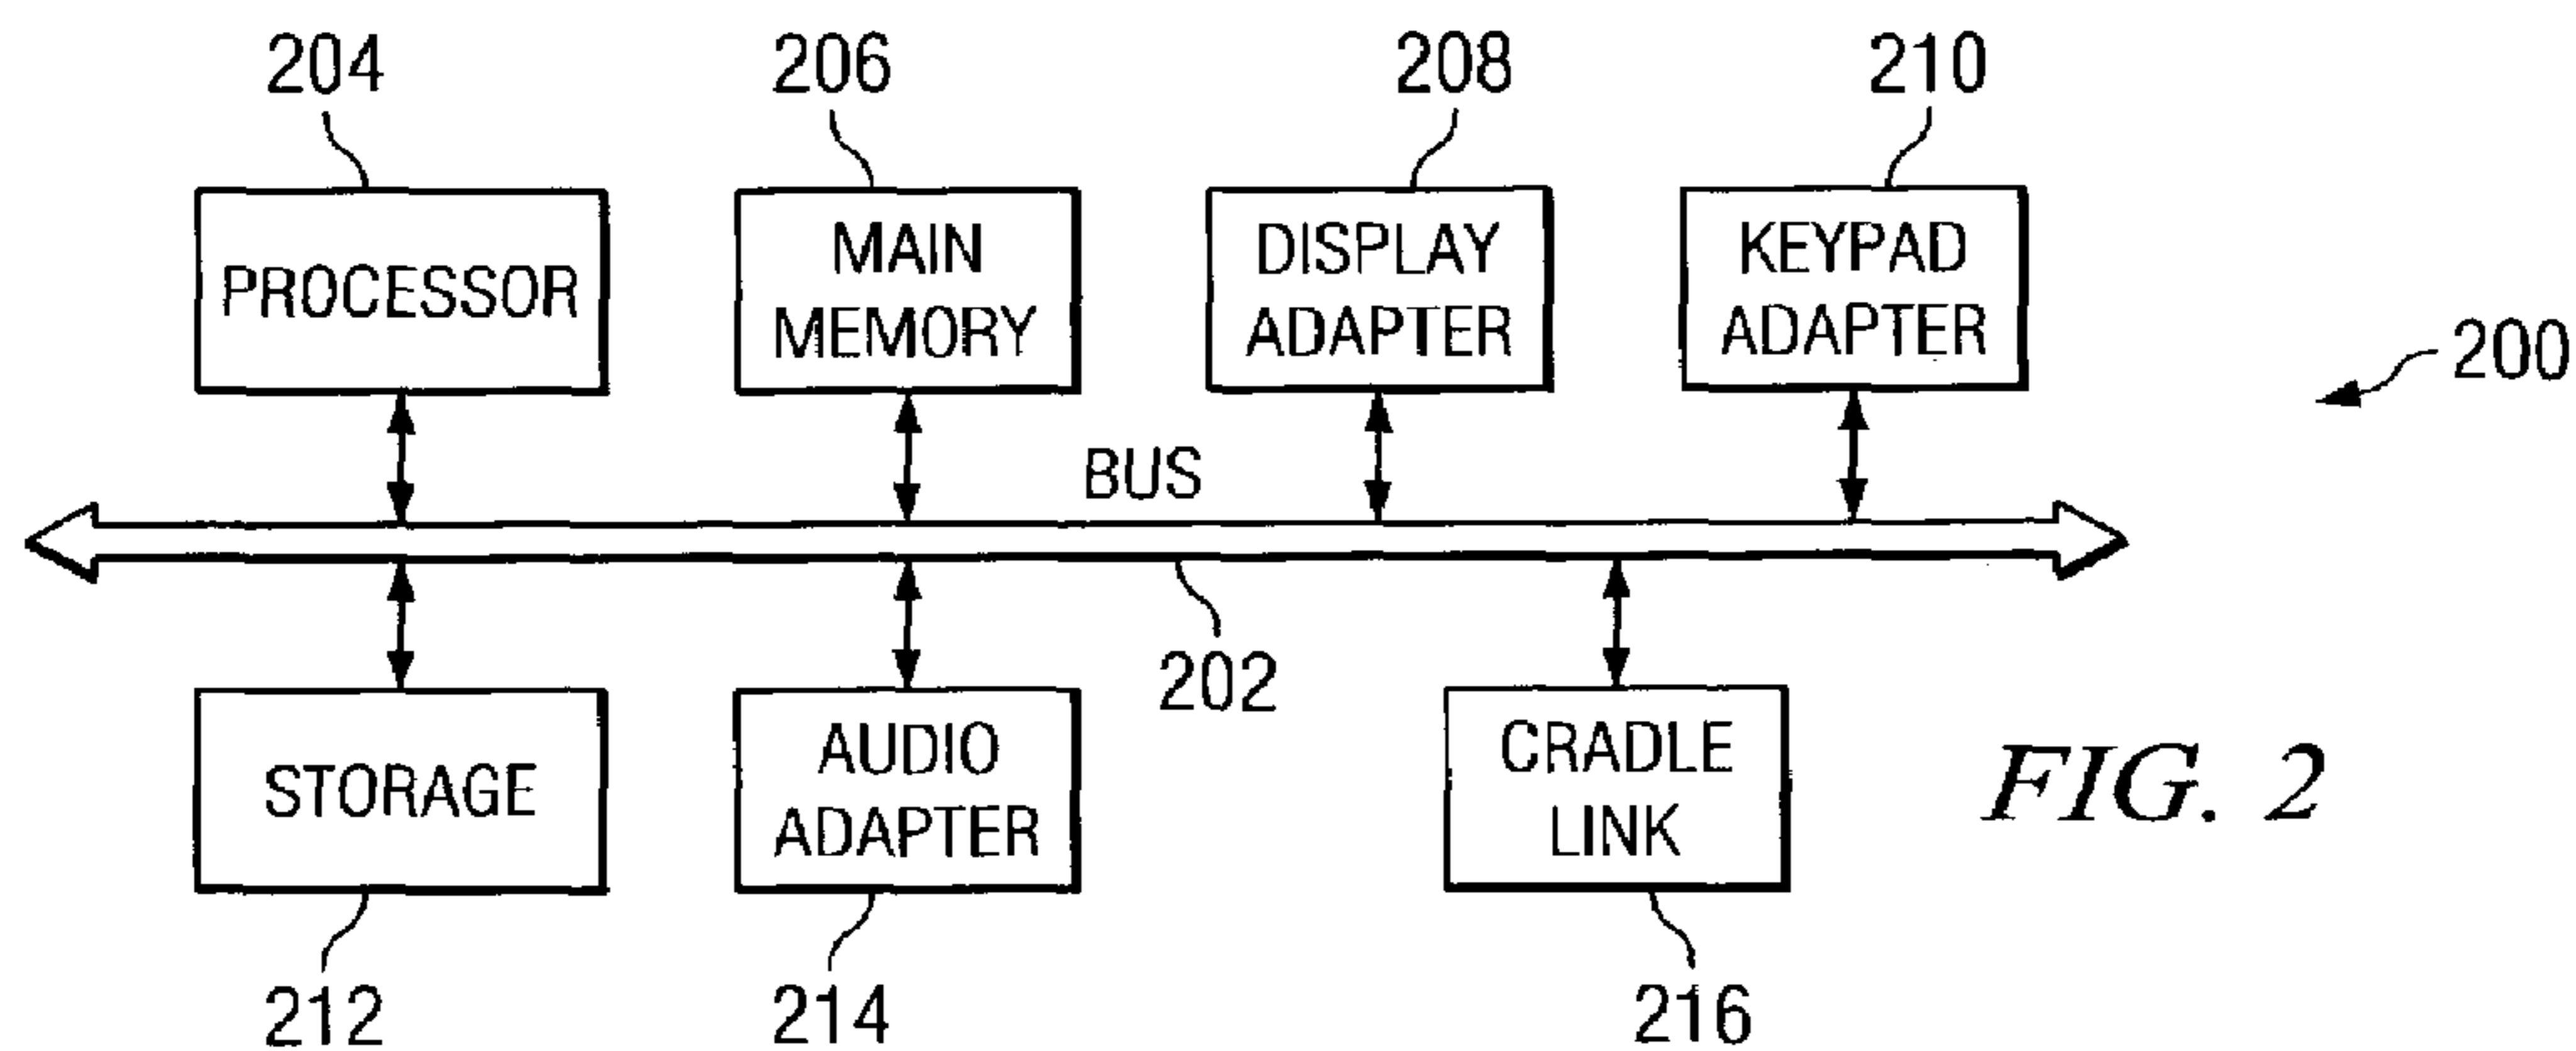 204
206
208
210
PROCESSOR
MAIN
MEMORY
DISPLAY
ADAPTER
KEYPAD
ADAPTER
200
BUS
202
STORAGE
AUDIO
ADAPTER
CRADLE
LINK
FIG. 2
212
214
216